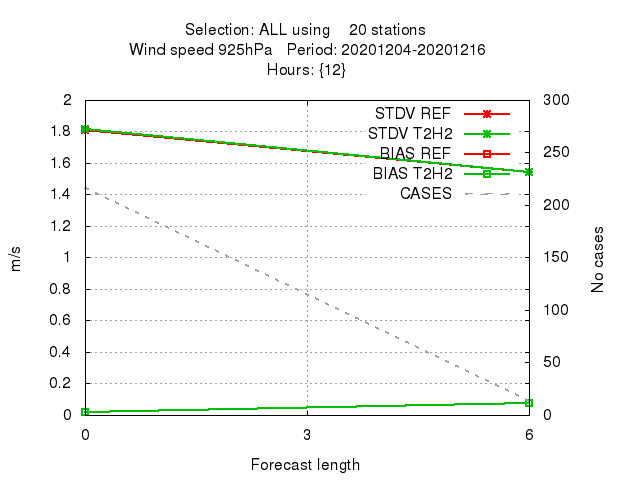 Selection: ALL using 20 stations
Wind speed 925hPa Period: 20201204-20201216
Hours: {12}
2 300
STDV REF
1.8 STDV T2H2 250
BIAS REF
1.6 BIAS T2H2
1.4 CASES 200
1.2
m/s 1 150 No cases
0.8
0.6 100
0.4 50
0.2
0 0
0 3 6
Forecast length